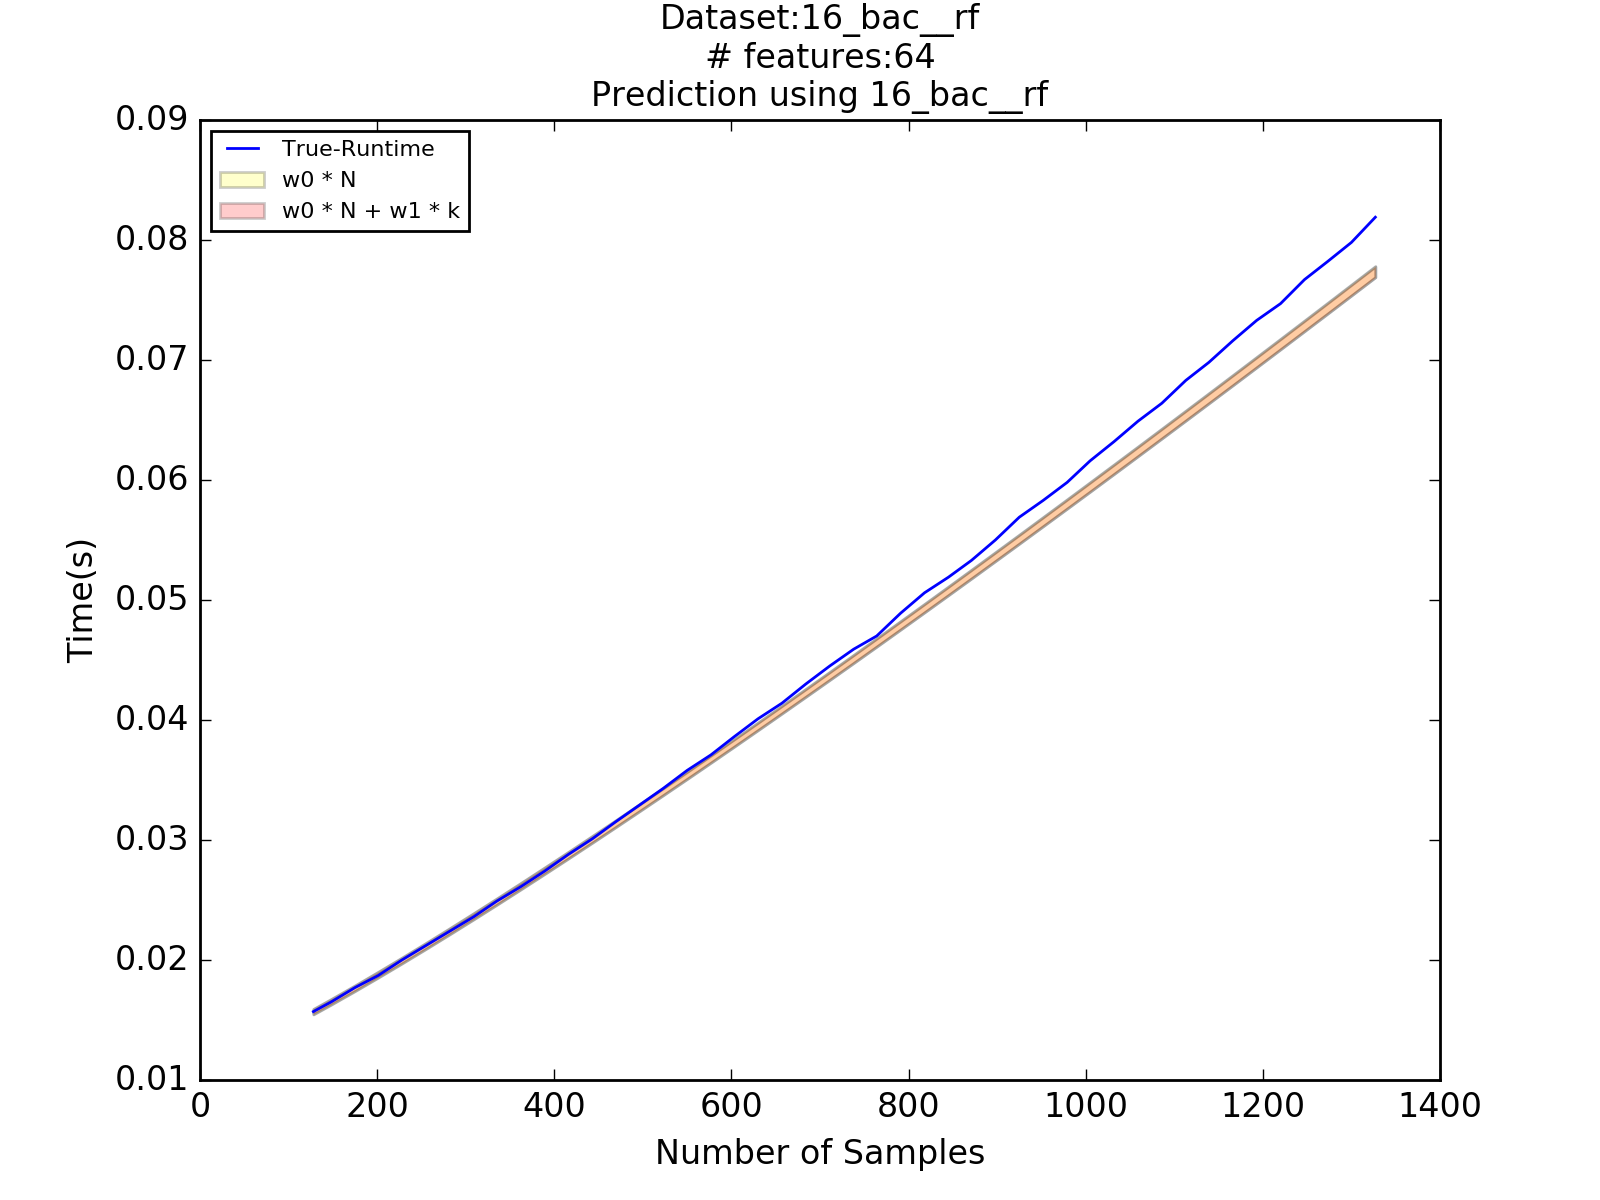 Dataset:16_bac__rf
# features:64
Prediction using 16_bac__rf
0.09
0.08
0.07
0.06
0.05
0.04
0.03
0.02
0.01
Time(s)
True-Runtime
w0 * N
w0 * N + w1 * k
0 200 400 600 800 1000 1200 1400
Number of Samples